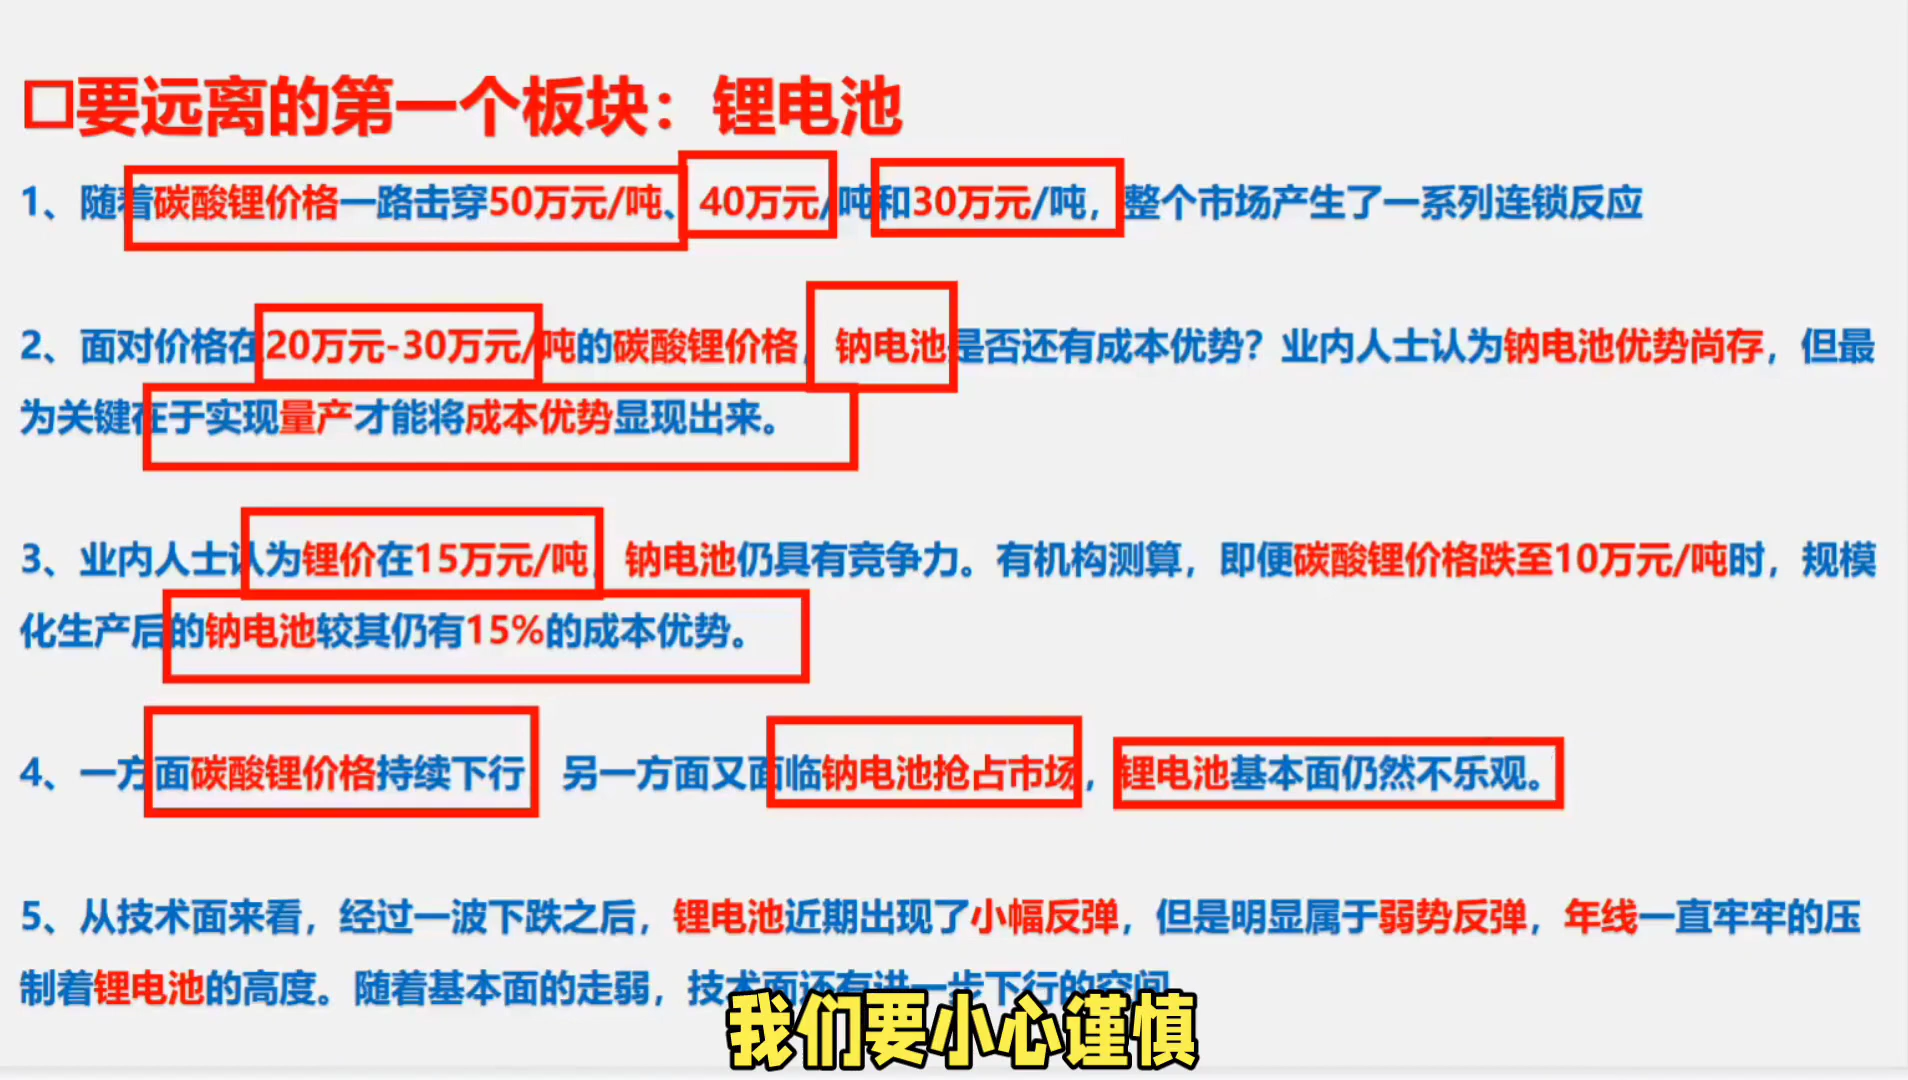 要远离的第一个板块：锂电池
1、随着碳酸锂价格一路击穿50万元/吨、40万元/吨和30万元/吨，整个市场产生了一系列连锁反应
2、面对价格在20万元-30万元/吨的碳酸锂价格，钠电池是否还有成本优势？业内人士认为钠电池优势尚存，但最
为关键在于实现量产才能将成本优势显现出来。
3、业内人士认为锂价在15万元/吨，钠电池仍具有竞争力。有机构测算，即便碳酸锂价格跌至10万元/吨时，规模
化生产后的钠电池较其仍有15%的成本优势。
4、一方面碳酸锂价格持续下行 另一方面又面临钠电池抢占市场，锂电池基本面仍然不乐观。
5、从技术面来看，经过一波下跌之后，锂电池近期出现了小幅反弹，但是明显属于弱势反弹，年线一直牢牢的压
制着锂电池的高度。随着基本面的走弱，技术面还有进一步下行的空间
我们要小心谨慎